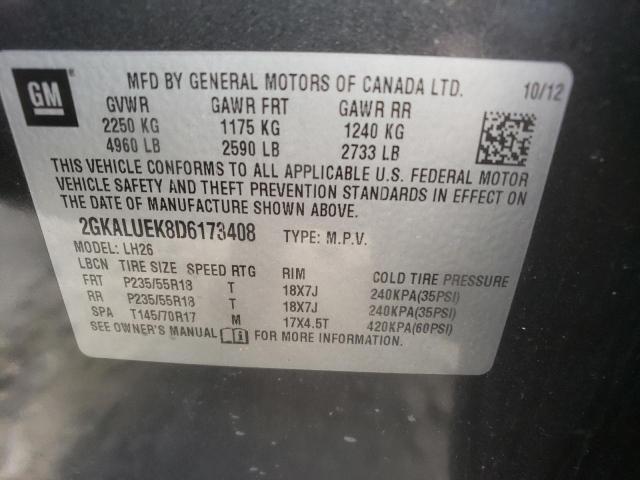 GM ®
MFD BY GENERAL MOTORS OF CANADA LTD. 10/12
GVWR GAWR FRT GAWR RR
2250 KG 1175 KG 1240 KG
4960 LB 2590 LB 2733 LB
THIS VEHICLE CONFORMS TO ALL APPLICABLE U.S. FEDERAL MOTOR
VEHICLE SAFETY AND THEFT PREVENTION STANDARDS IN EFFECT ON
THE DATE OF MANUFACTURE SHOWN ABOVE.
2GKALUEK8D6173408 TYPE: M.P.V.
MODEL: LH26
LBCN TIRE SIZE SPEED RTG RIM COLD TIRE PRESSURE
FRT P235/55R18 T 18X7J 240KPA(35PSI)
RR P235/55R18 T 18X7J 240KPA(35PSI)
SPA T145/70R17 M 17X4.5T 420KPA(60PSI)
SEE OWNER'S MANUAL FOR MORE INFORMATION.